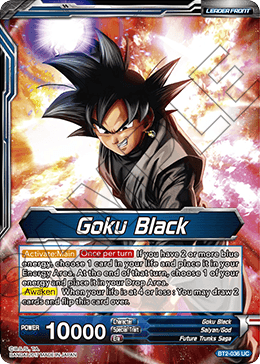 LEADER FRONT
Goku Black
Activate Main Once per turn If you have 2 or more blue
energy, choose 1 card in your life and place it in your
Energy Area. At the end of that turn, choose 1 of your
energy and place it in your Drop Area.
Awaken When your life is at 4 or less : You may draw
2 cards and flip this card over.
POWER 10000
Character Goku Black
Special Trait Saiyan/God
Era Future Trunks Saga
BT2-036 UC